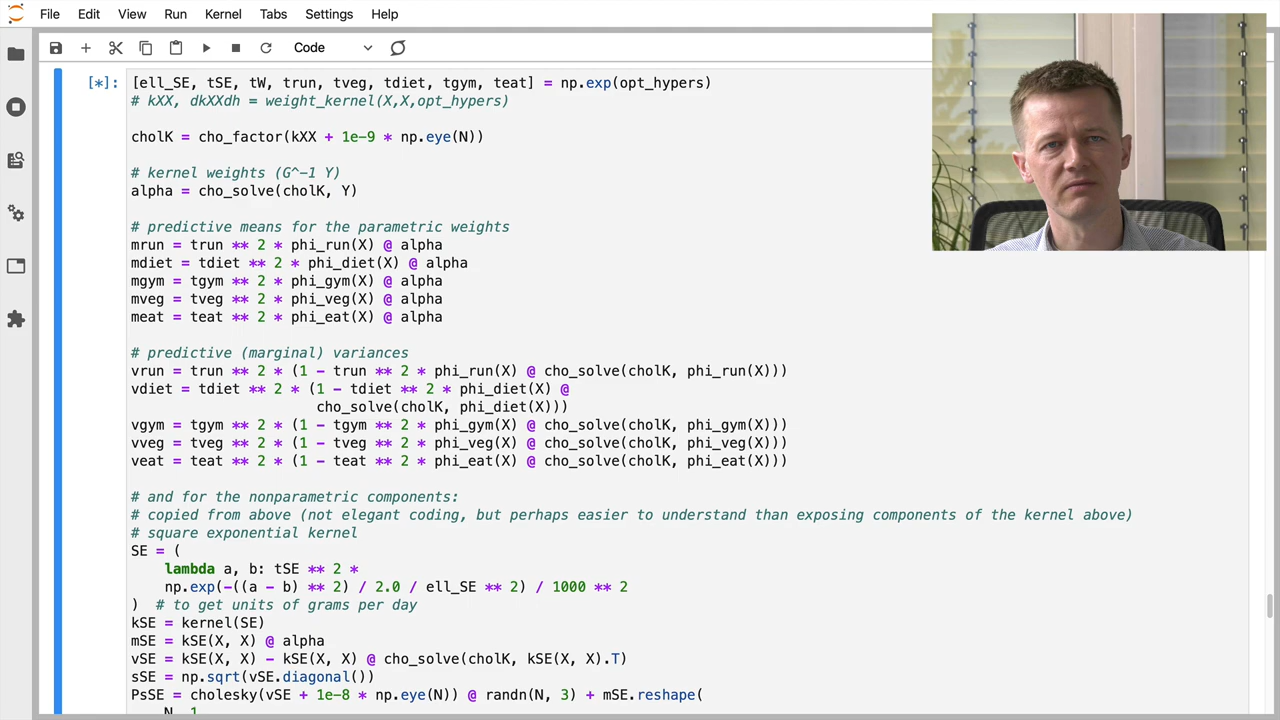 File Edit View Run Kernel Tabs Settings Help
Code
[*]: [ell_SE, tSE, tW, trun, tveg, tdiet, tgym, teat] = np.exp(opt_hypers)
# kXX, dkXXdh = weight_kernel(X,X,opt_hypers)
cholK = cho_factor(kXX + 1e-9 * np.eye(N))
# kernel weights (G^-1 Y)
alpha = cho_solve(cholK, Y)
# predictive means for the parametric weights
mrun = trun ** 2 * phi_run(X) @ alpha
mdiet = tdiet ** 2 * phi_diet(X) @ alpha
mgym = tgym ** 2 * phi_gym(X) @ alpha
mveg = tveg ** 2 * phi_veg(X) @ alpha
meat = teat ** 2 * phi_eat(X) @ alpha
# predictive (marginal) variances
vrun = trun ** 2 * (1 - trun ** 2 * phi_run(X) @ cho_solve(cholK, phi_run(X)))
vdiet = tdiet ** 2 * (1 - tdiet ** 2 * phi_diet(X) @
cho_solve(cholK, phi_diet(X)))
vgym = tgym ** 2 * (1 - tgym ** 2 * phi_gym(X) @ cho_solve(cholK, phi_gym(X)))
vveg = tveg ** 2 * (1 - tveg ** 2 * phi_veg(X) @ cho_solve(cholK, phi_veg(X)))
veat = teat ** 2 * (1 - teat ** 2 * phi_eat(X) @ cho_solve(cholK, phi_eat(X)))
# and for the nonparametric components:
# copied from above (not elegant coding, but perhaps easier to understand than exposing components of the kernel above)
# square exponential kernel
SE = (
lambda a, b: tSE ** 2 *
np.exp(-((a - b) ** 2) / 2.0 / ell_SE ** 2) / 1000 ** 2
) # to get units of grams per day
kSE = kernel(SE)
mSE = kSE(X, X) @ alpha
vSE = kSE(X, X) - kSE(X, X) @ cho_solve(cholK, kSE(X, X).T)
sSE = np.sqrt(vSE.diagonal())
PsSE = cholesky(vSE + 1e-8 * np.eye(N)) @ randn(N, 3) + mSE.reshape(
N, 1